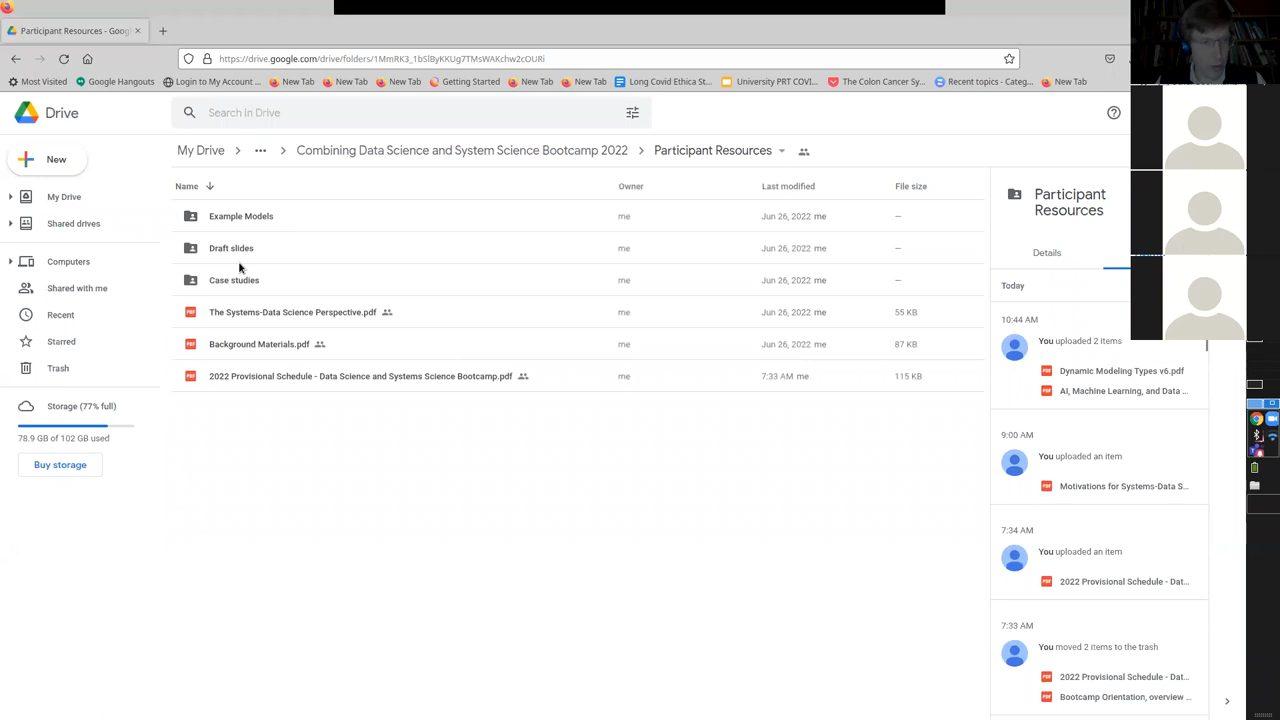 Participant Resources - Goog
https://drive.google.com/drive/folders/1MmRK3_1bSlByKKUg7TMsWAKchw2cOURi
Most Visited Google Hangouts Login to My Account ... New Tab New Tab New Tab Getting Started New Tab New Tab Long Covid Ethica St... University PRT COVI... The Colon Cancer Sy... Recent topics - Categ... New Tab
Drive
Search in Drive
New
My Drive
Shared drives
Computers
Shared with me
Recent
Starred
Trash
Storage (77% full)
78.9 GB of 102 GB used
Buy storage
My Drive ... Combining Data Science and System Science Bootcamp 2022 Participant Resources
Name Owner Last modified File size
Example Models me Jun 26, 2022 me –
Draft slides me Jun 26, 2022 me –
Case studies me Jun 26, 2022 me –
The Systems-Data Science Perspective.pdf me Jun 26, 2022 me 55 KB
Background Materials.pdf me Jun 26, 2022 me 87 KB
2022 Provisional Schedule - Data Science and Systems Science Bootcamp.pdf me 7:33 AM me 115 KB
Participant
Resources
Details
Today
10:44 AM
You uploaded 2 items
Dynamic Modeling Types v6.pdf
AI, Machine Learning, and Data ...
9:00 AM
You uploaded an item
Motivations for Systems-Data S...
7:34 AM
You uploaded an item
2022 Provisional Schedule - Dat...
7:33 AM
You moved 2 items to the trash
2022 Provisional Schedule - Dat...
Bootcamp Orientation, overview ...